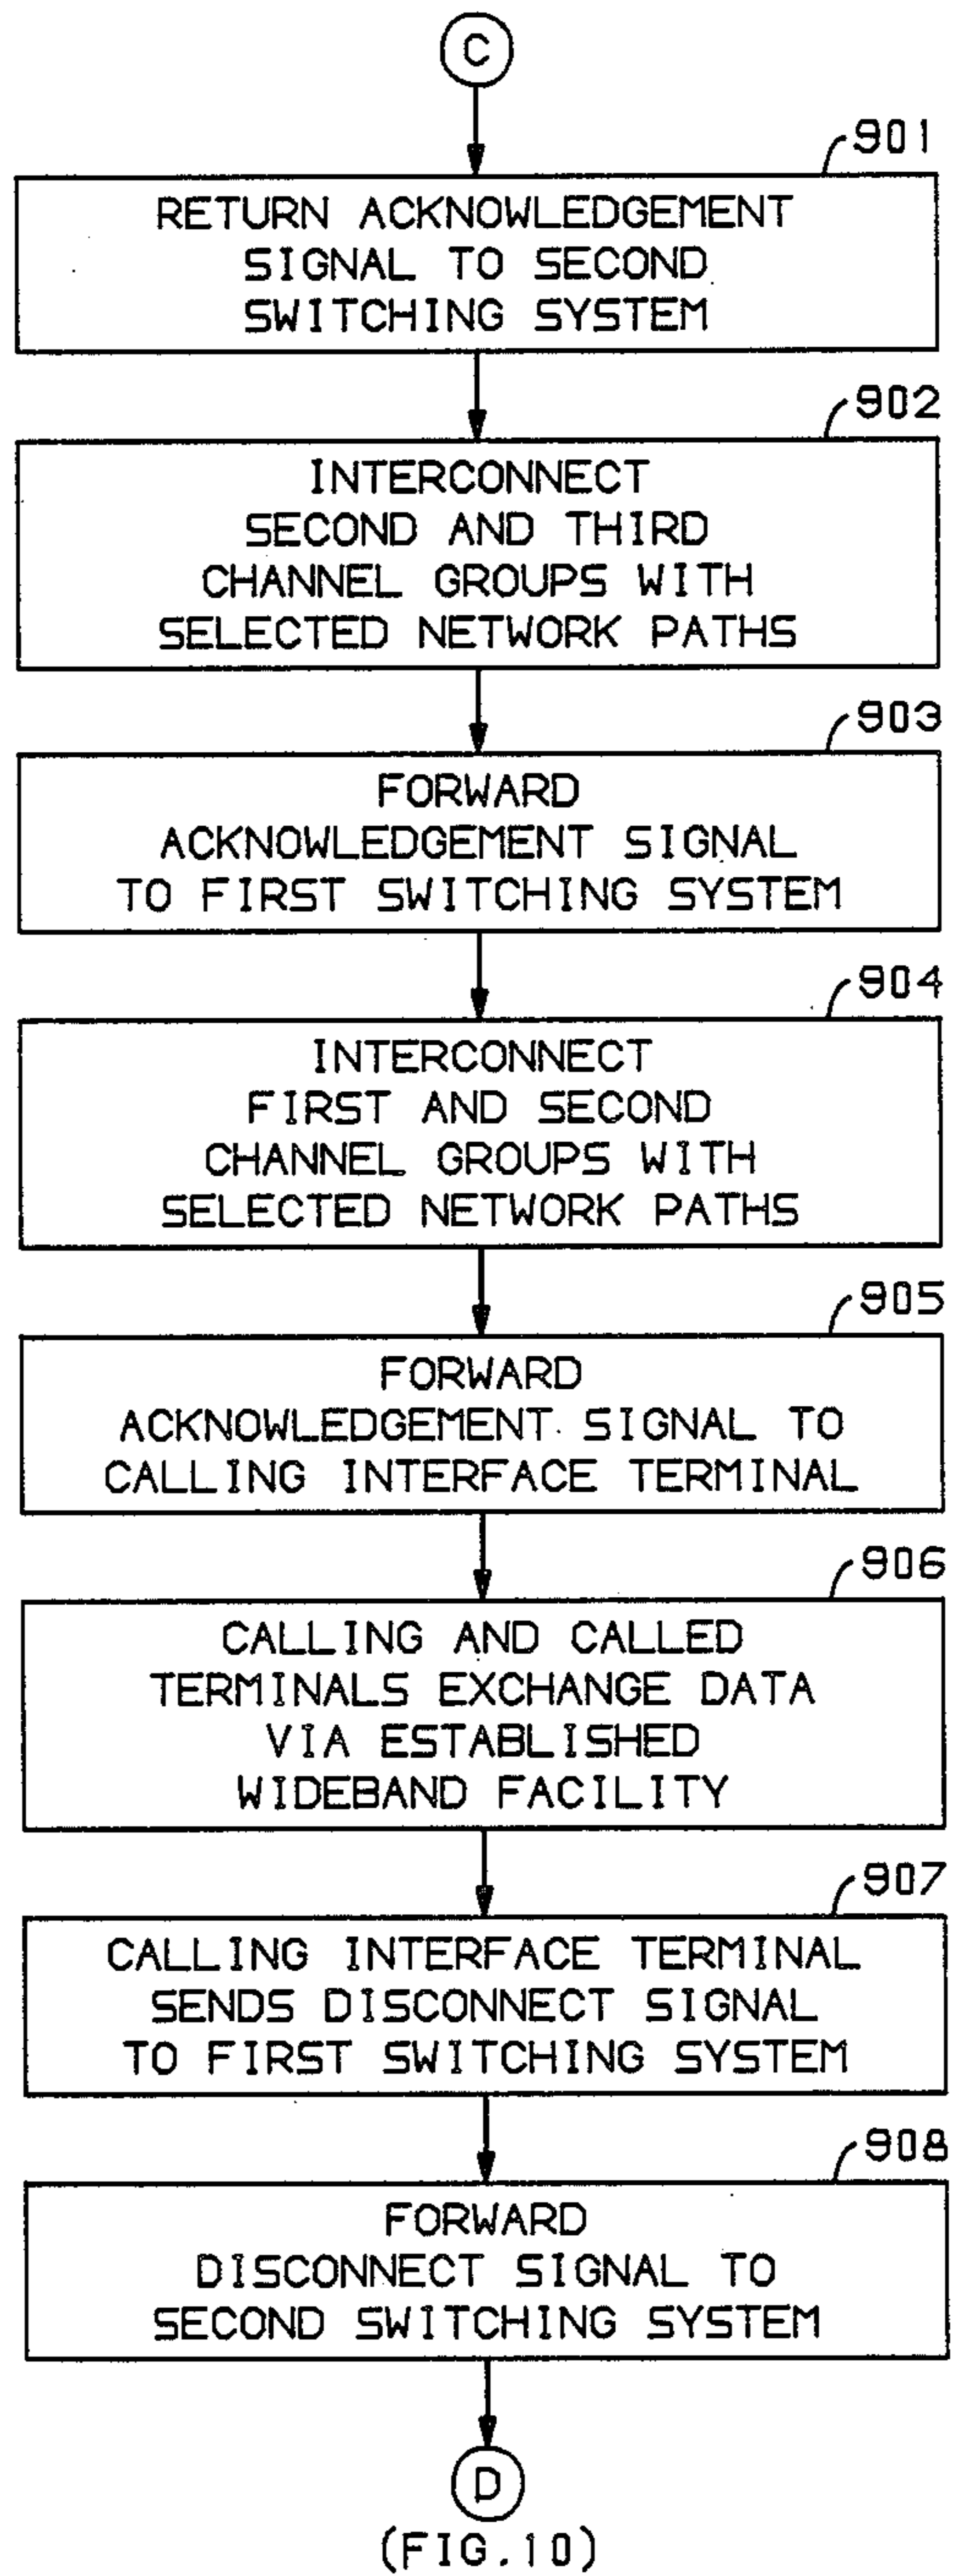 C
901
RETURN ACKNOWLEDGEMENT
SIGNAL TO SECOND
SWITCHING SYSTEM
902
INTERCONNECT
SECOND AND THIRD
CHANNEL GROUPS WITH
SELECTED NETWORK PATHS
903
FORWARD
ACKNOWLEDGEMENT SIGNAL
TO FIRST SWITCHING SYSTEM
904
INTERCONNECT
FIRST AND SECOND
CHANNEL GROUPS WITH
SELECTED NETWORK PATHS
905
FORWARD
ACKNOWLEDGEMENT SIGNAL TO
CALLING INTERFACE TERMINAL
906
CALLING AND CALLED
TERMINALS EXCHANGE DATA
VIA ESTABLISHED
WIDEBAND FACILITY
907
CALLING INTERFACE TERMINAL
SENDS DISCONNECT SIGNAL
TO FIRST SWITCHING SYSTEM
908
FORWARD
DISCONNECT SIGNAL TO
SECOND SWITCHING SYSTEM
D
(FIG.10)